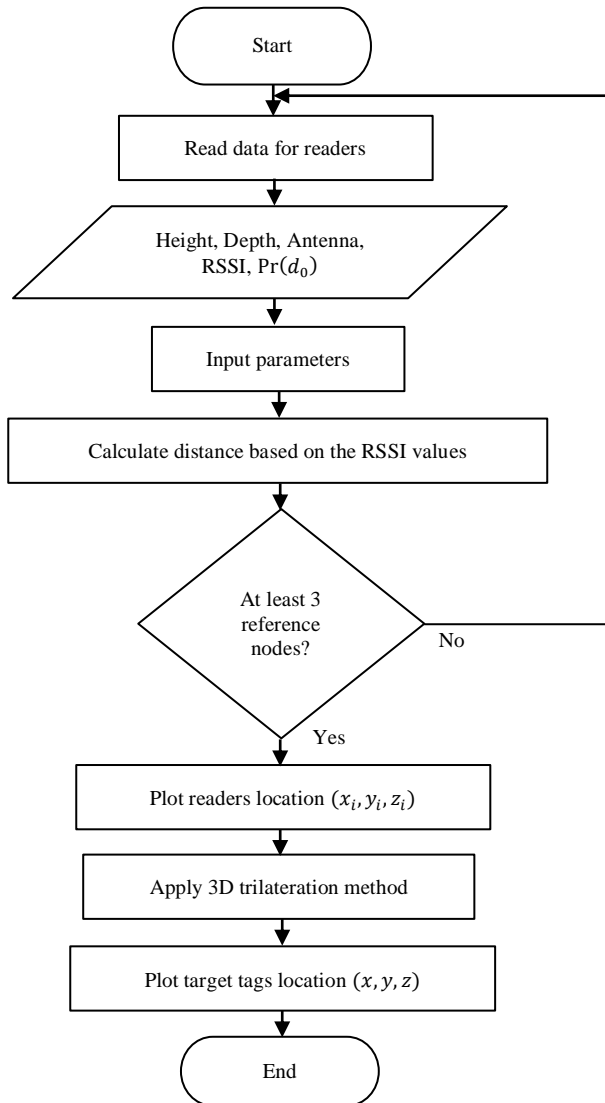 Start
Read data for readers
Height, Depth, Antenna,
RSSI, Pr(𝑑₀)
Input parameters
Calculate distance based on the RSSI values
At least 3
reference
nodes?
No
Yes
Plot readers location (𝑥ᵢ, 𝑦ᵢ, 𝑧ᵢ)
Apply 3D trilateration method
Plot target tags location (𝑥, 𝑦, 𝑧)
End